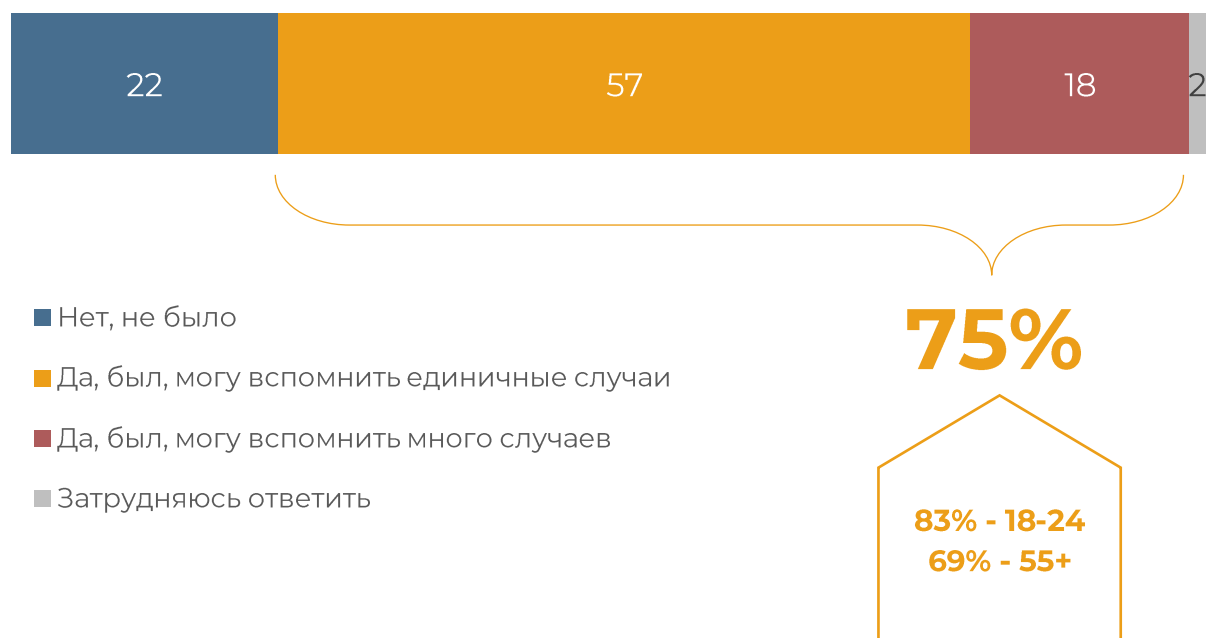 22 57 18 2
Нет, не было
Да, был, могу вспомнить единичные случаи
Да, был, могу вспомнить много случаев
Затрудняюсь ответить
75%
83% - 18-24
69% - 55+